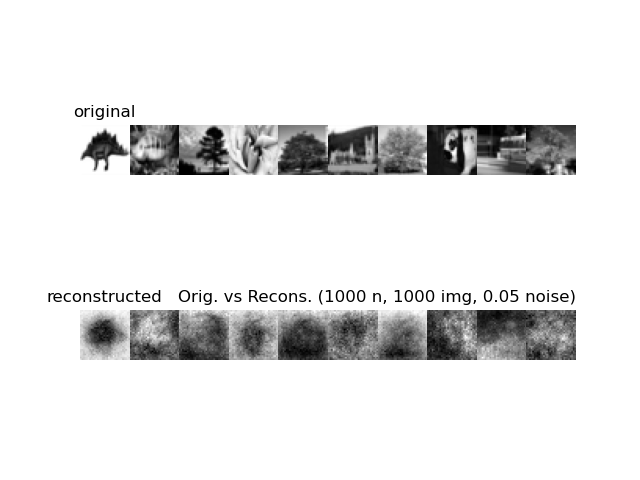 original
reconstructed
Orig. vs Recons. (1000 n, 1000 img, 0.05 noise)